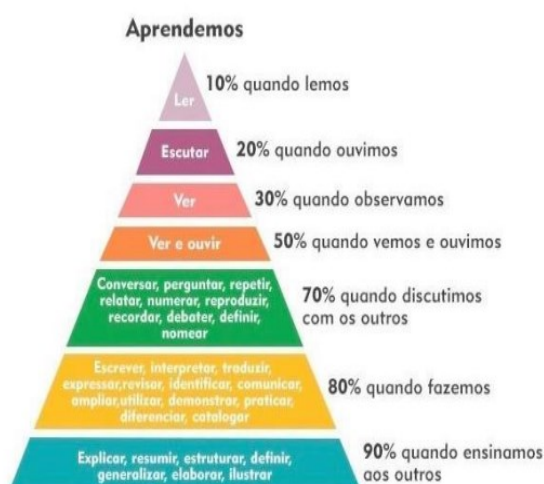 Aprendemos
Ler
10% quando lemos
Escutar
20% quando ouvimos
Ver
30% quando observamos
Ver e ouvir
50% quando vemos e ouvimos
Conversar, perguntar, repetir,
relatar, numerar, reproduzir,
recordar, debater, definir,
nomear
70% quando discutimos
com os outros
Escrever, interpretar, traduzir,
expressar,revisar, identificar, comunicar,
ampliar,utilizar, demonstrar, praticar,
diferenciar, catalogar
80% quando fazemos
Explicar, resumir, estruturar, definir,
generalizar, elaborar, ilustrar
90% quando ensinamos
aos outros